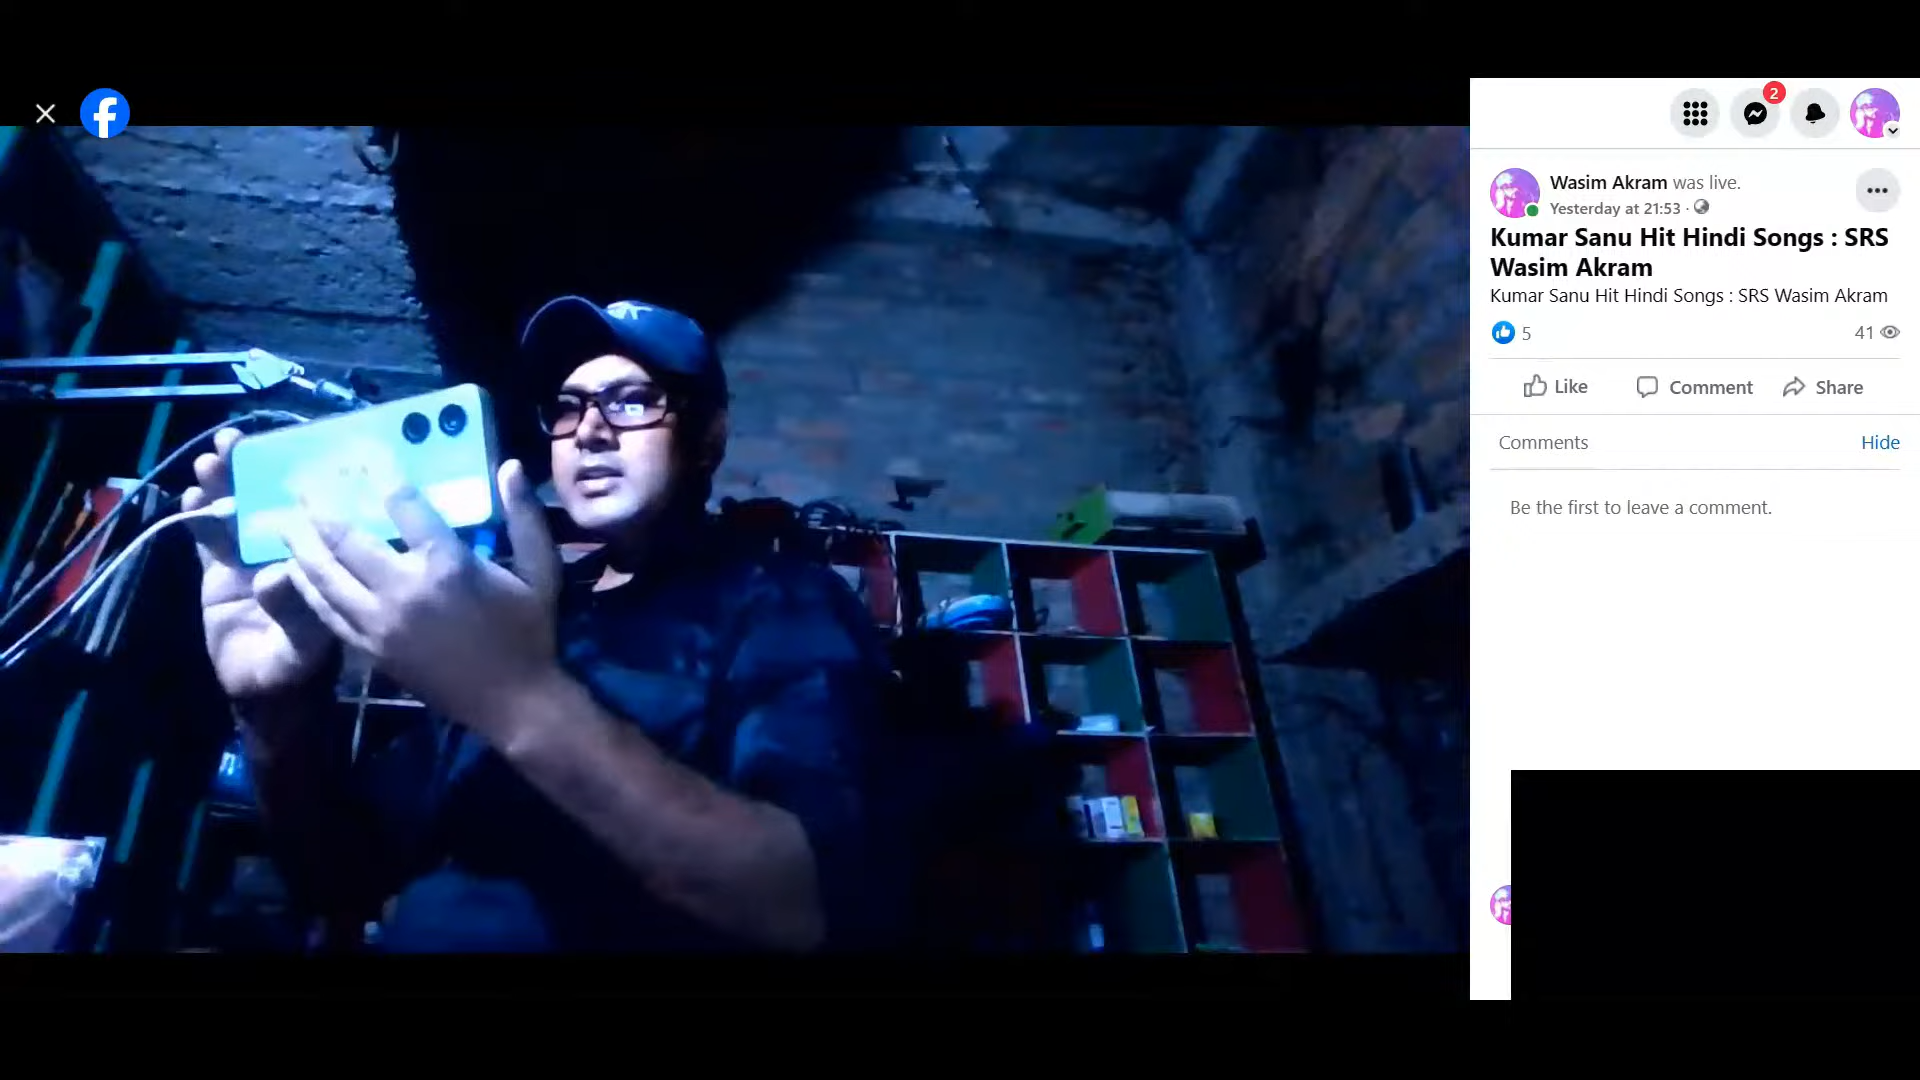 2
Wasim Akram was live.
Yesterday at 21:53 ·
Kumar Sanu Hit Hindi Songs : SRS
Wasim Akram
Kumar Sanu Hit Hindi Songs : SRS Wasim Akram
5
41
Like
Comment
Share
Comments
Hide
Be the first to leave a comment.